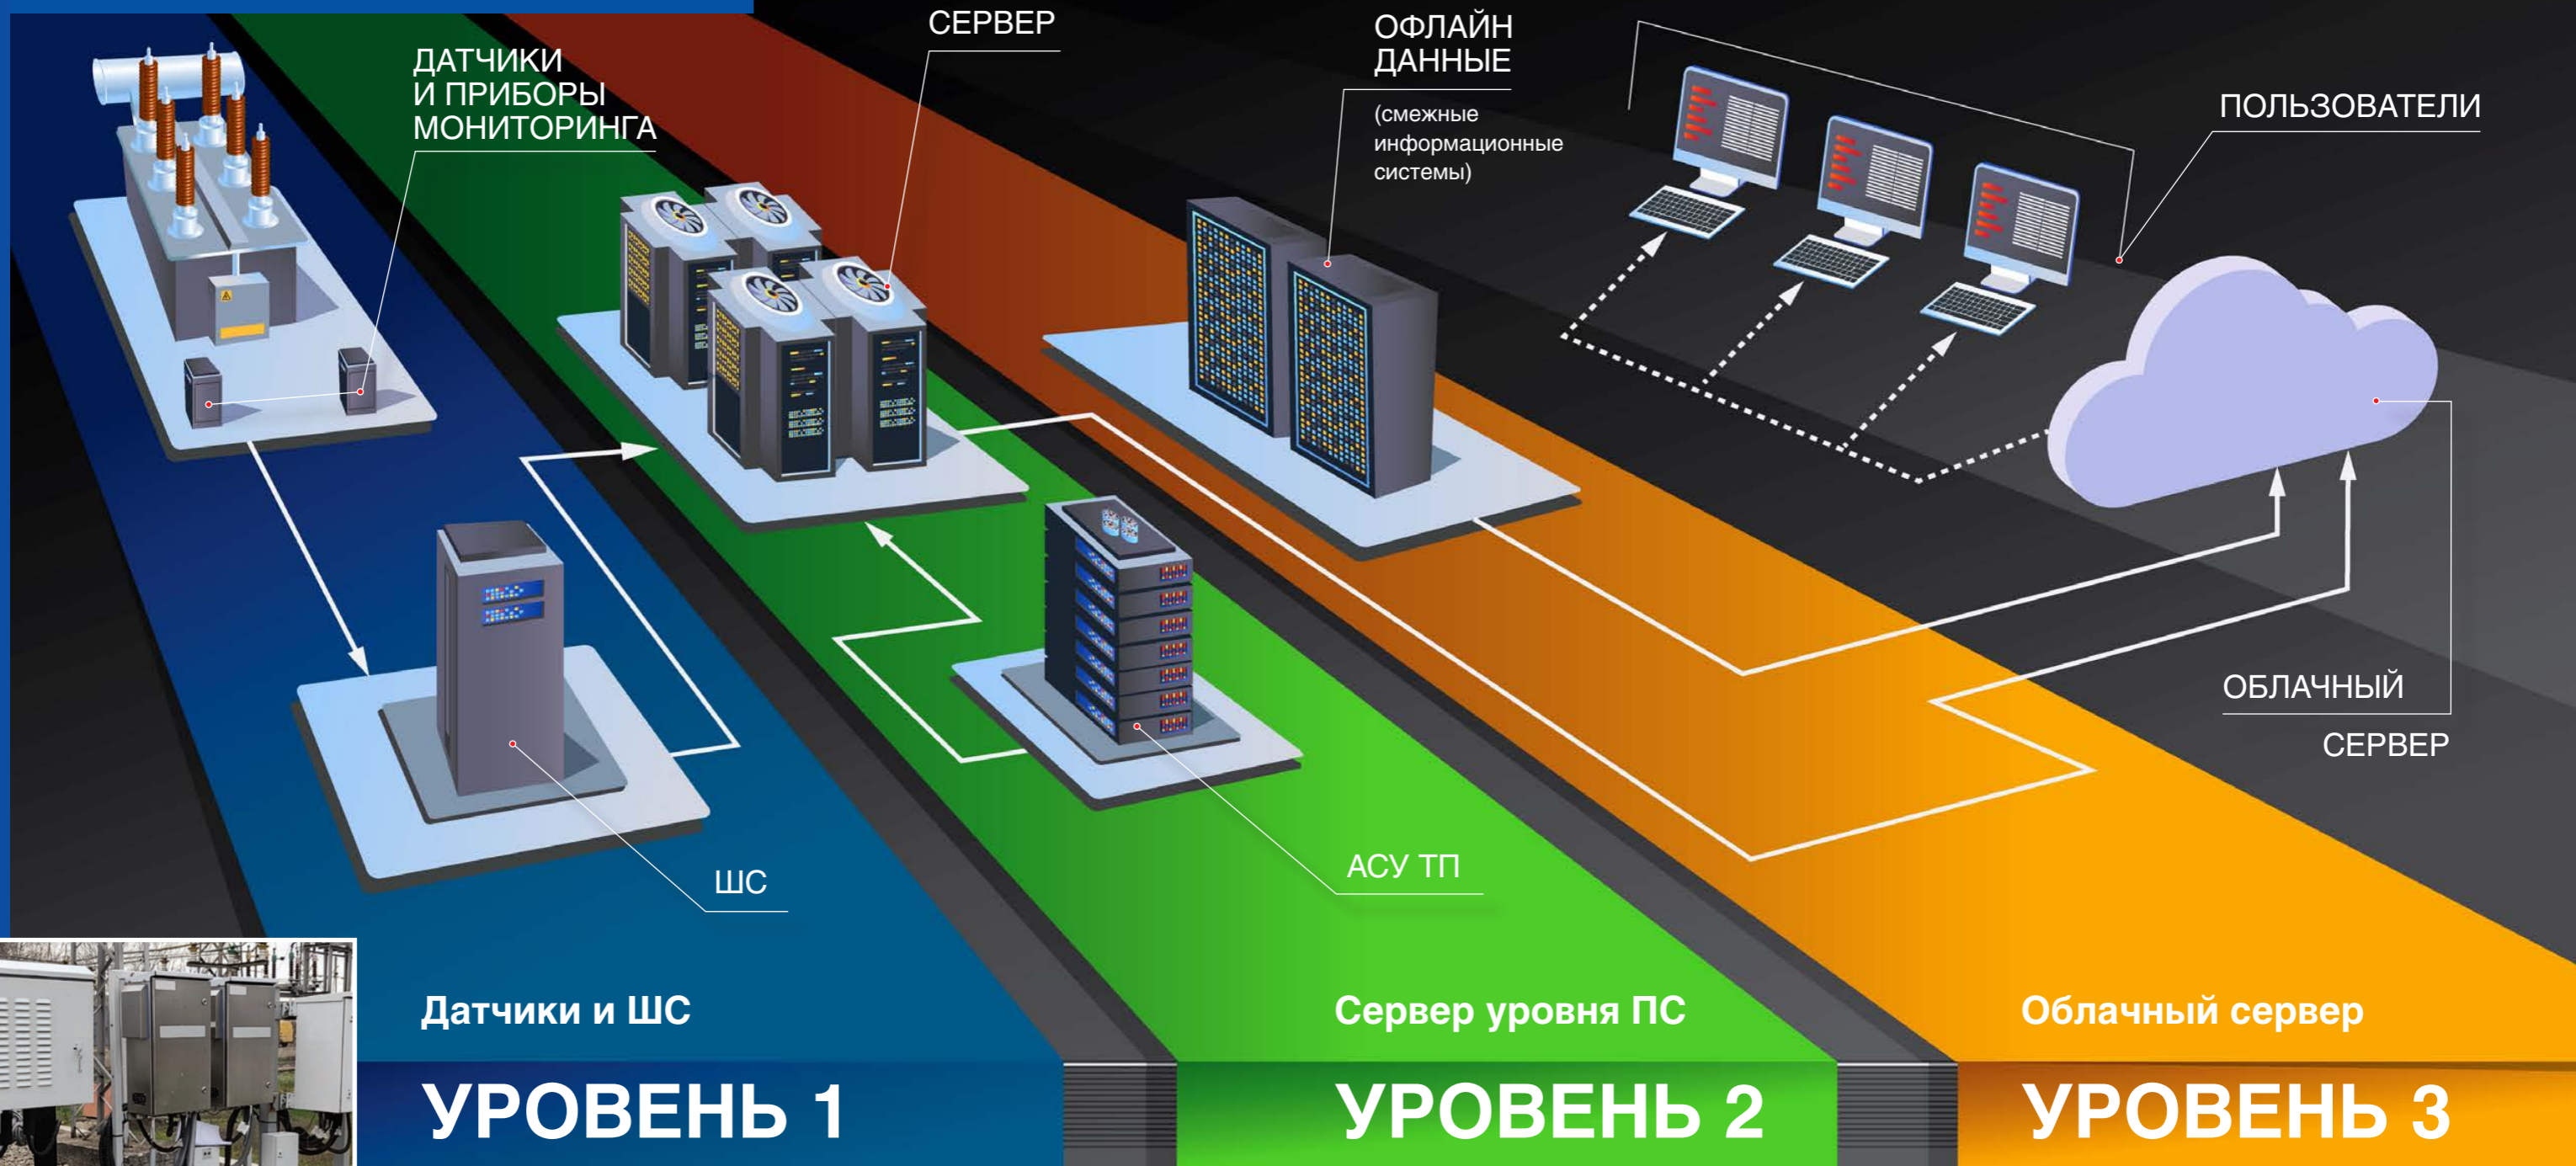 СЕРВЕР
ОФЛАЙН
ДАННЫЕ
(смежные
информационные
системы)
ДАТЧИКИ
И ПРИБОРЫ
МОНИТОРИНГА
ПОЛЬЗОВАТЕЛИ
ОБЛАЧНЫЙ
СЕРВЕР
АСУ ТП
ШС
Датчики и ШС
УРОВЕНЬ 1
Сервер уровня ПС
УРОВЕНЬ 2
Облачный сервер
УРОВЕНЬ 3